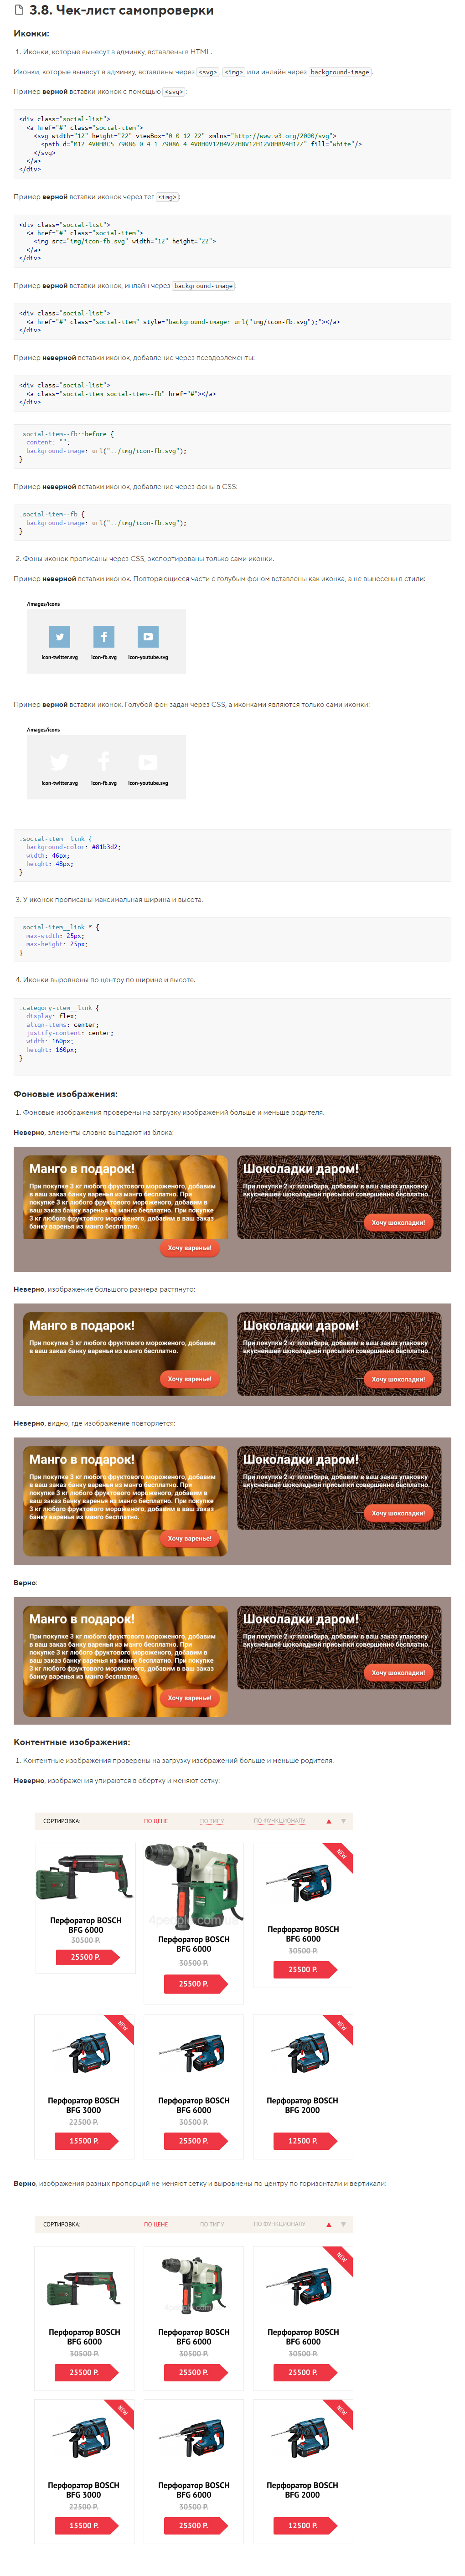 3.8. Чек-лист самопроверки
Иконки:
1. Иконки, которые вынесут в админку, вставлены в HTML.
Иконки, которые вынесут в админку, вставлены через <svg>, <img> или инлайн через background-image.
Пример верной вставки иконок с помощью <svg>:
<div class="social-list">
<a href="#" class="social-item">
<svg width="12" height="22" viewBox="0 0 12 22" xmlns="http://www.w3.org/2000/svg">
<path d="M12 4V0H8C5.79086 0 4 1.79086 4 4V8H0V12H4V22H8V12H12V8H8V4H12Z" fill="white"/>
</svg>
</a>
</div>
Пример верной вставки иконок через тег <img>:
<div class="social-list">
<a href="#" class="social-item">
<img src="img/icon-fb.svg" width="12" height="22">
</a>
</div>
Пример верной вставки иконок, инлайн через background-image:
<div class="social-list">
<a href="#" class="social-item" style="background-image: url("img/icon-fb.svg");"></a>
</div>
Пример неверной вставки иконок, добавление через псевдоэлементы:
<div class="social-list">
<a class="social-item social-item--fb" href="#"></a>
</div>
.social-item--fb::before {
content: "";
background-image: url("../img/icon-fb.svg");
}
Пример неверной вставки иконок, добавление через фоны в CSS:
.social-item--fb {
background-image: url("../img/icon-fb.svg");
}
2. Фоны иконок прописаны через CSS, экспортированы только сами иконки.
Пример неверной вставки иконок. Повторяющиеся части с голубым фоном вставлены как иконка, а не вынесены в стили:
/images/icons
icon-twitter.svg icon-fb.svg icon-youtube.svg
Пример верной вставки иконок. Голубой фон задан через CSS, а иконками являются только сами иконки:
/images/icons
icon-twitter.svg icon-fb.svg icon-youtube.svg
.social-item__link {
background-color: #81b3d2;
width: 46px;
height: 48px;
}
3. У иконок прописаны максимальная ширина и высота.
.social-item__link * {
max-width: 25px;
max-height: 25px;
}
4. Иконки выровнены по центру по ширине и высоте.
.category-item__link {
display: flex;
align-items: center;
justify-content: center;
width: 160px;
height: 160px;
}
Фоновые изображения:
1. Фоновые изображения проверены на загрузку изображений больше и меньше родителя.
Неверно, элементы словно выпадают из блока:
Манго в подарок!
При покупке 3 кг любого фруктового мороженого, добавим
в ваш заказ банку варенья из манго бесплатно. При
покупке 3 кг любого фруктового мороженого, добавим в
ваш заказ банку варенья из манго бесплатно. При покупке
3 кг любого фруктового мороженого, добавим в ваш заказ
банку варенья из манго бесплатно.
Хочу варенье!
Шоколадки даром!
При покупке 2 кг пломбира, добавим в ваш заказ упаковку
вкуснейшей шоколадной присыпки совершенно бесплатно.
Хочу шоколадки!
Неверно, изображение большого размера растянуто:
Манго в подарок!
При покупке 3 кг любого фруктового мороженого, добавим
в ваш заказ банку варенья из манго бесплатно.
Хочу варенье!
Шоколадки даром!
При покупке 2 кг пломбира, добавим в ваш заказ упаковку
вкуснейшей шоколадной присыпки совершенно бесплатно.
Хочу шоколадки!
Неверно, видно, где изображение повторяется:
Манго в подарок!
При покупке 3 кг любого фруктового мороженого, добавим
в ваш заказ банку варенья из манго бесплатно. При
покупке 3 кг любого фруктового мороженого, добавим в
ваш заказ банку варенья из манго бесплатно. При покупке
3 кг любого фруктового мороженого, добавим в ваш заказ
банку варенья из манго бесплатно.
Хочу варенье!
Шоколадки даром!
При покупке 2 кг пломбира, добавим в ваш заказ упаковку
вкуснейшей шоколадной присыпки совершенно бесплатно.
Хочу шоколадки!
Верно:
Манго в подарок!
При покупке 3 кг любого фруктового мороженого, добавим
в ваш заказ банку варенья из манго бесплатно. При
покупке 3 кг любого фруктового мороженого, добавим в
ваш заказ банку варенья из манго бесплатно. При покупке
3 кг любого фруктового мороженого, добавим в ваш заказ
банку варенья из манго бесплатно.
Хочу варенье!
Шоколадки даром!
При покупке 2 кг пломбира, добавим в ваш заказ упаковку
вкуснейшей шоколадной присыпки совершенно бесплатно.
Хочу шоколадки!
Контентные изображения:
1. Контентные изображения проверены на загрузку изображений больше и меньше родителя.
Неверно, изображения упираются в обёртку и меняют сетку:
СОРТИРОВКА: ПО ЦЕНЕ ПО ТИПУ ПО ФУНКЦИОНАЛУ
Перфоратор BOSCH
BFG 6000
30500 Р.
25500 Р.
Перфоратор BOSCH
BFG 6000
30500 Р.
25500 Р.
NEW
Перфоратор BOSCH
BFG 6000
30500 Р.
25500 Р.
NEW
Перфоратор BOSCH
BFG 3000
22500 Р.
15500 Р.
Перфоратор BOSCH
BFG 6000
30500 Р.
25500 Р.
NEW
Перфоратор BOSCH
BFG 2000
12500 Р.
Верно, изображения разных пропорций не меняют сетку и выровнены по центру по горизонтали и вертикали:
СОРТИРОВКА: ПО ЦЕНЕ ПО ТИПУ ПО ФУНКЦИОНАЛУ
Перфоратор BOSCH
BFG 6000
30500 Р.
25500 Р.
Перфоратор BOSCH
BFG 6000
30500 Р.
25500 Р.
NEW
Перфоратор BOSCH
BFG 6000
30500 Р.
25500 Р.
NEW
Перфоратор BOSCH
BFG 3000
22500 Р.
15500 Р.
Перфоратор BOSCH
BFG 6000
30500 Р.
25500 Р.
NEW
Перфоратор BOSCH
BFG 2000
12500 Р.